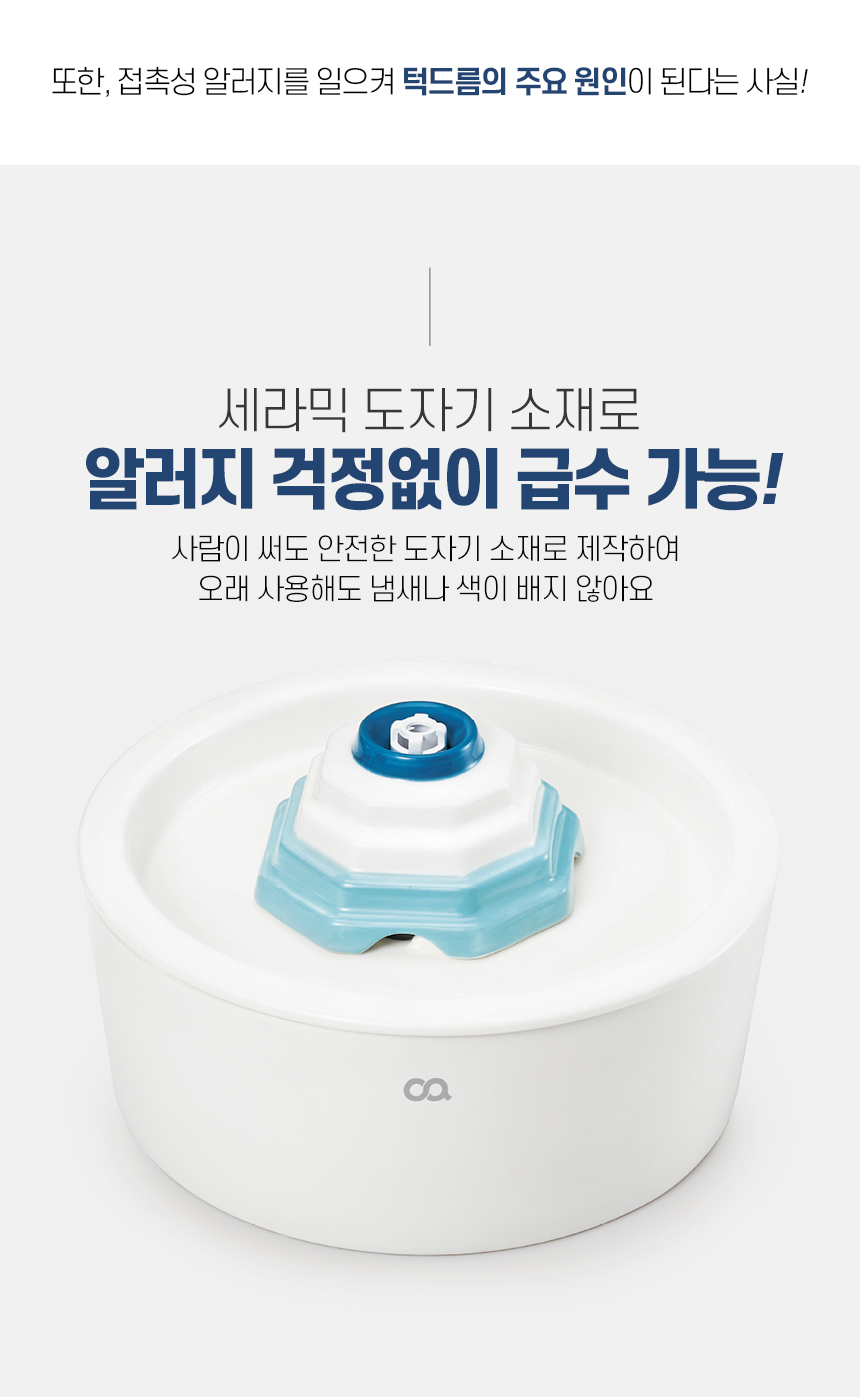 또한, 접촉성 알러지를 일으켜 턱드름의 주요 원인이 된다는 사실!
세라믹 도자기 소재로
알러지 걱정없이 급수 가능!
사람이 써도 안전한 도자기 소재로 제작하여
오래 사용해도 냄새나 색이 배지 않아요
oa